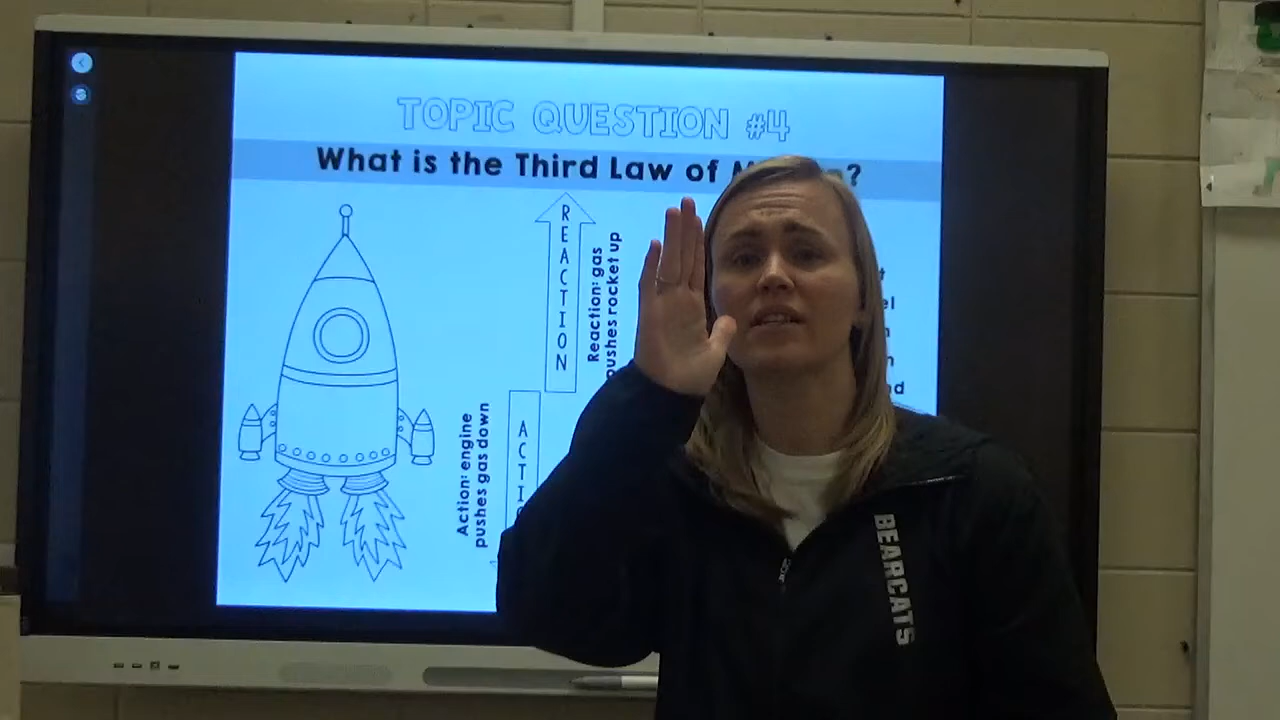 TOPIC QUESTION #4
What is the Third Law of
REACTION
Reaction: gas
pushes rocket up
Action: engine
pushes gas down
BEARCATS